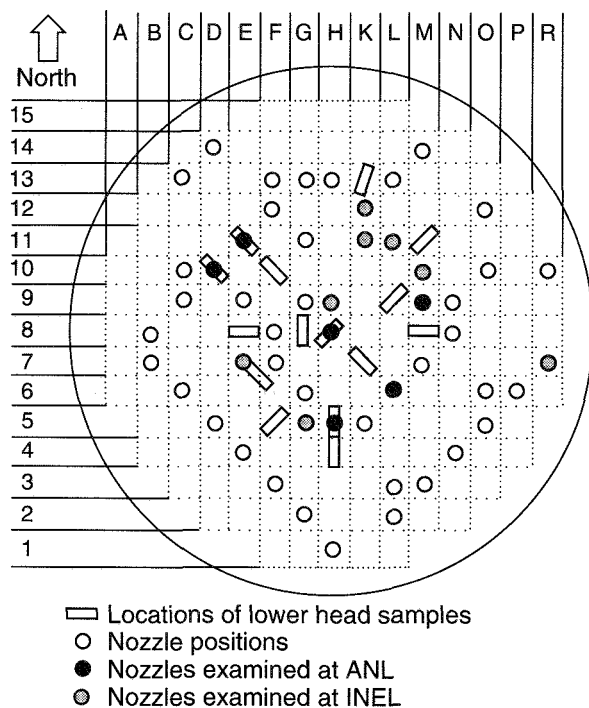 A B C D E F G H K L M N O P R
North
15
14
13
12
11
10
9
8
7
6
5
4
3
2
1
Locations of lower head samples
Nozzle positions
Nozzles examined at ANL
Nozzles examined at INEL